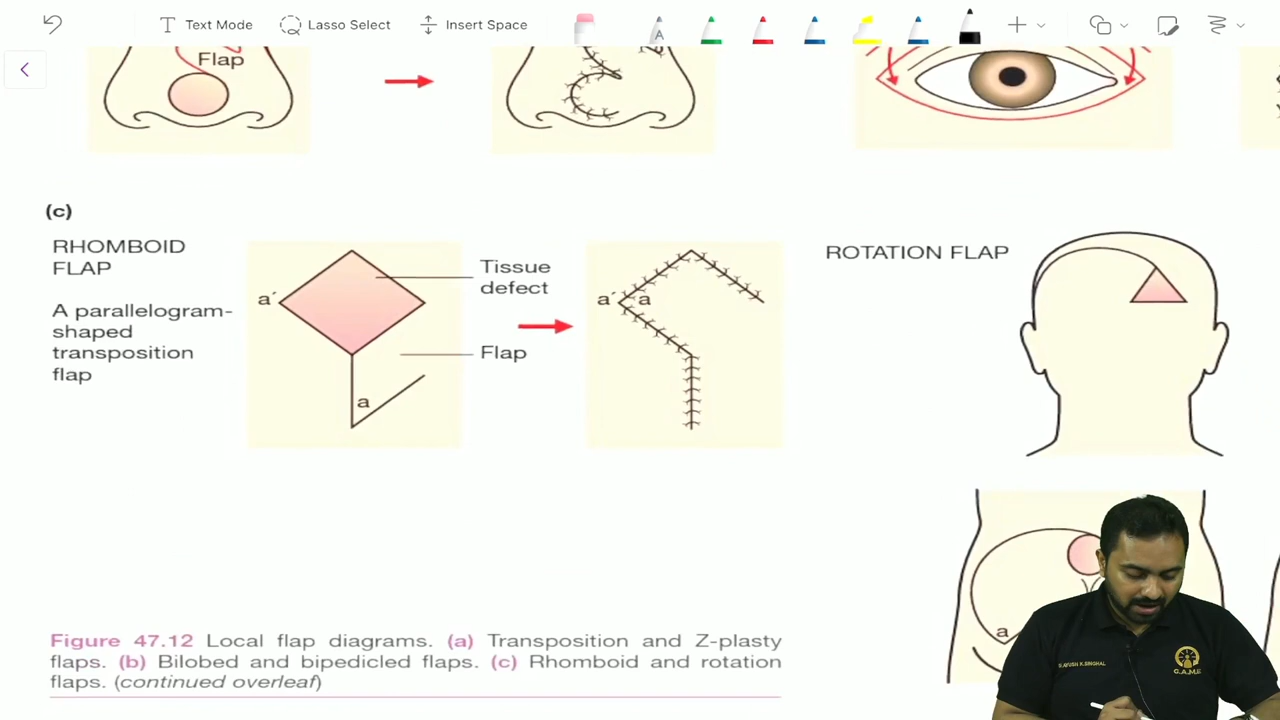 Text Mode
Lasso Select
Insert Space
A
Flap
(c)
RHOMBOID
FLAP
A parallelogram-
shaped
transposition
flap
a´
a
Tissue
defect
Flap
a´
a
ROTATION FLAP
a
Figure 47.12 Local flap diagrams. (a) Transposition and Z-plasty
flaps. (b) Bilobed and bipedicled flaps. (c) Rhomboid and rotation
flaps. (continued overleaf)
G.A.M.E